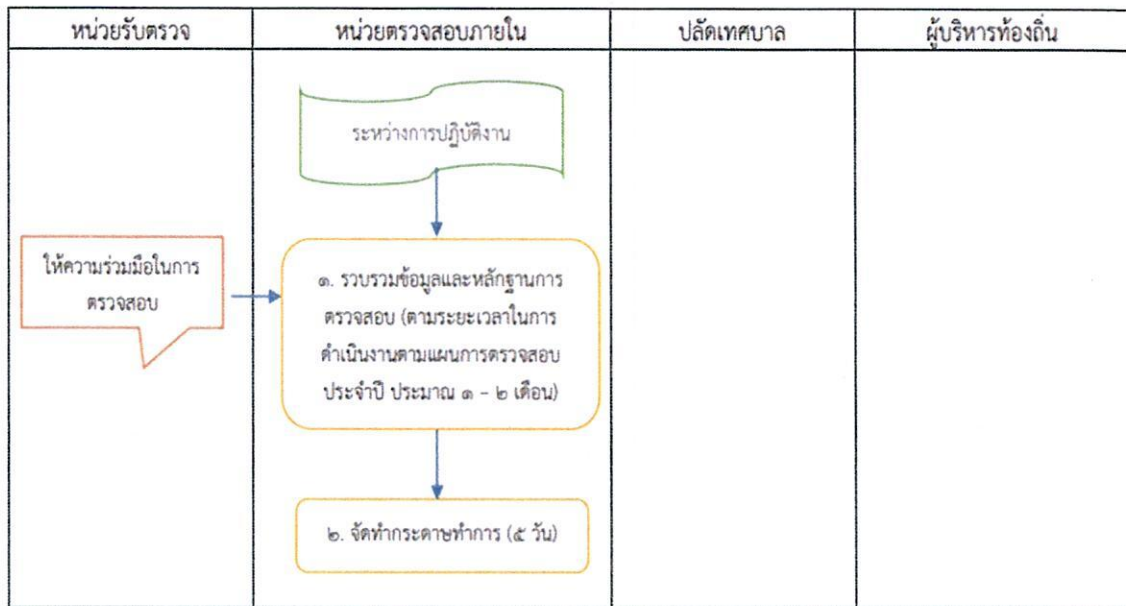 หน่วยรับตรวจ
หน่วยตรวจสอบภายใน
ปลัดเทศบาล
ผู้บริหารท้องถิ่น
ระหว่างการปฏิบัติงาน
ให้ความร่วมมือในการ
ตรวจสอบ
๑. รวบรวมข้อมูลและหลักฐานการ
ตรวจสอบ (ตามระยะเวลาในการ
ดำเนินงานตามแผนการตรวจสอบ
ประจำปี ประมาณ ๑ – ๒ เดือน)
๒. จัดทำกระดาษทำการ (๕ วัน)